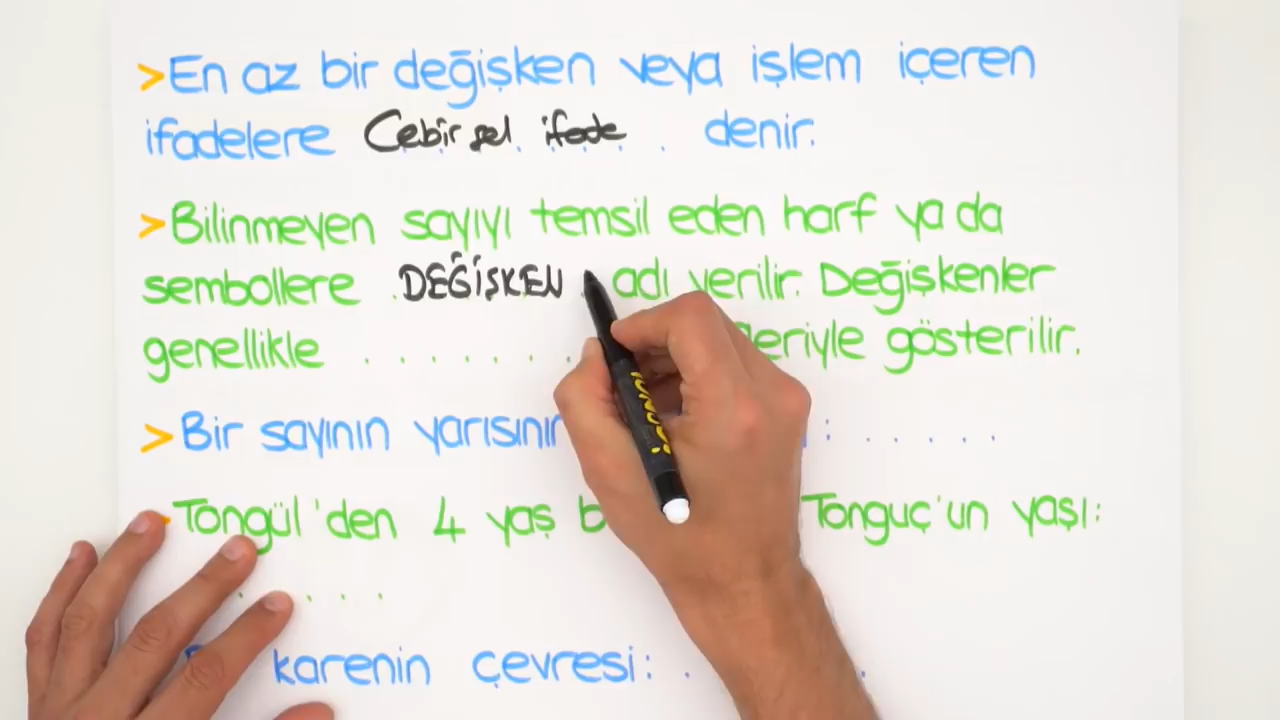 >En az bir değişken veya işlem içeren
ifadelere Cebirsel ifade . denir.
>Bilinmeyen sayıyı temsil eden harf ya da
sembollere . DEĞİŞKEN . adı verilir. Değişkenler
genellikle . . . . . . . . eriyle gösterilir.
>Bir sayının yarısının : . . . . .
Tongül'den 4 yaş b Tonguç'un yaşı:
. . . .
karenin çevresi: . .